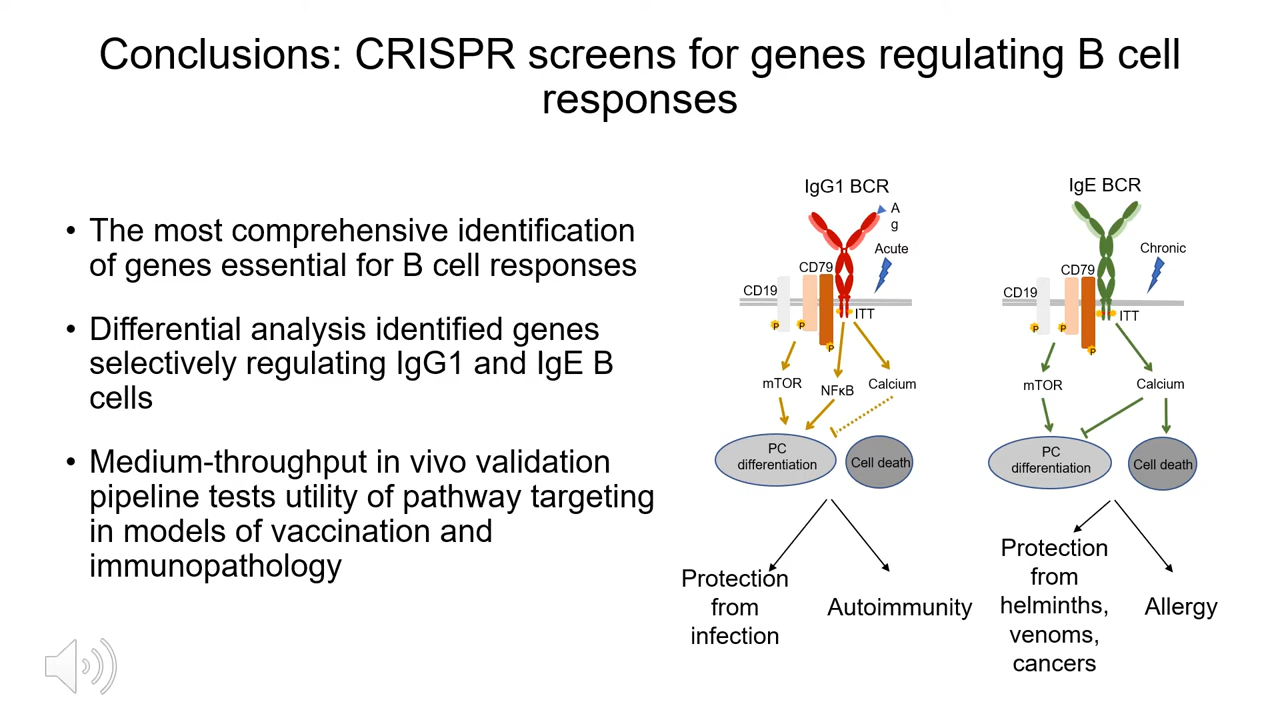 Conclusions: CRISPR screens for genes regulating B cell
responses
• The most comprehensive identification
of genes essential for B cell responses
• Differential analysis identified genes
selectively regulating IgG1 and IgE B
cells
• Medium-throughput in vivo validation
pipeline tests utility of pathway targeting
in models of vaccination and
immunopathology
IgG1 BCR
A
g
Acute
CD79
CD19
ITT
P
P
P
mTOR
NFκB
Calcium
PC
differentiation
Cell death
Protection
from
infection
Autoimmunity
IgE BCR
Chronic
CD79
CD19
ITT
P
P
P
mTOR
Calcium
PC
differentiation
Cell death
Protection
from
helminths,
venoms,
cancers
Allergy